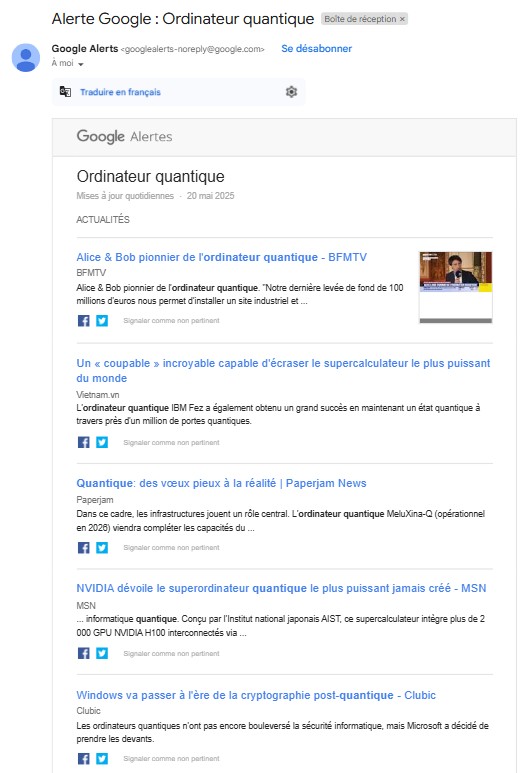 Alerte Google : Ordinateur quantique Boîte de réception ×
Google Alerts <googlealerts-noreply@google.com> Se désabonner
À moi
Traduire en français
Google Alertes
Ordinateur quantique
Mises à jour quotidiennes · 20 mai 2025
ACTUALITÉS
Alice & Bob pionnier de l'ordinateur quantique - BFMTV
BFMTV
Alice & Bob pionnier de l'ordinateur quantique. "Notre dernière levée de fond de 100
millions d'euros nous permet d'installer un site industriel et ...
Signaler comme non pertinent
Un « coupable » incroyable capable d'écraser le supercalculateur le plus puissant
du monde
Vietnam.vn
L'ordinateur quantique IBM Fez a également obtenu un grand succès en maintenant un état quantique à
travers près d'un million de portes quantiques.
Signaler comme non pertinent
Quantique: des vœux pieux à la réalité | Paperjam News
Paperjam
Dans ce cadre, les infrastructures jouent un rôle central. L'ordinateur quantique MeluXina-Q (opérationnel
en 2026) viendra compléter les capacités du ...
Signaler comme non pertinent
NVIDIA dévoile le superordinateur quantique le plus puissant jamais créé - MSN
MSN
... informatique quantique. Conçu par l'Institut national japonais AIST, ce supercalculateur intègre plus de 2
000 GPU NVIDIA H100 interconnectés via ...
Signaler comme non pertinent
Windows va passer à l'ère de la cryptographie post-quantique - Clubic
Clubic
Les ordinateurs quantiques n'ont pas encore bouleversé la sécurité informatique, mais Microsoft a décidé de
prendre les devants.
Signaler comme non pertinent